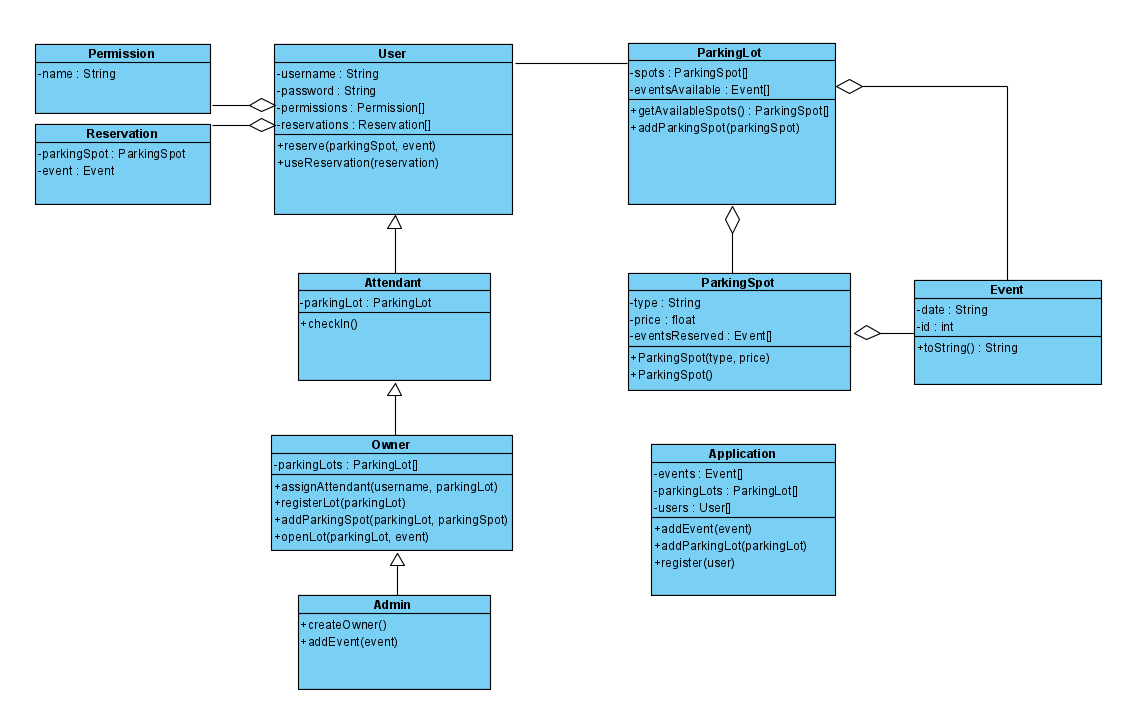 Permission
-name : String
Reservation
-parkingSpot : ParkingSpot
-event : Event
User
-username : String
-password : String
-permissions : Permission[]
-reservations : Reservation[]
+reserve(parkingSpot, event)
+useReservation(reservation)
ParkingLot
-spots : ParkingSpot[]
-eventsAvailable : Event[]
+getAvailableSpots() : ParkingSpot[]
+addParkingSpot(parkingSpot)
Attendant
-parkingLot : ParkingLot
+checkIn()
ParkingSpot
-type : String
-price : float
-eventsReserved : Event[]
+ParkingSpot(type, price)
+ParkingSpot()
Event
-date : String
-id : int
+toString() : String
Owner
-parkingLots : ParkingLot[]
+assignAttendant(username, parkingLot)
+registerLot(parkingLot)
+addParkingSpot(parkingLot, parkingSpot)
+openLot(parkingLot, event)
Application
-events : Event[]
-parkingLots : ParkingLot[]
-users : User[]
+addEvent(event)
+addParkingLot(parkingLot)
+register(user)
Admin
+createOwner()
+addEvent(event)